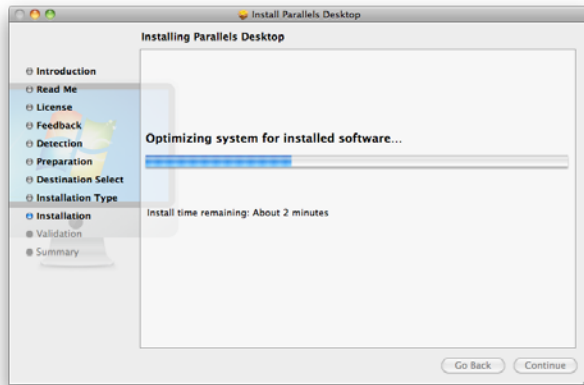 Install Parallels Desktop
Installing Parallels Desktop
Introduction
Read Me
License
Feedback
Detection
Preparation
Destination Select
Installation Type
Installation
Validation
Summary
Optimizing system for installed software...
Install time remaining: About 2 minutes
Go Back
Continue